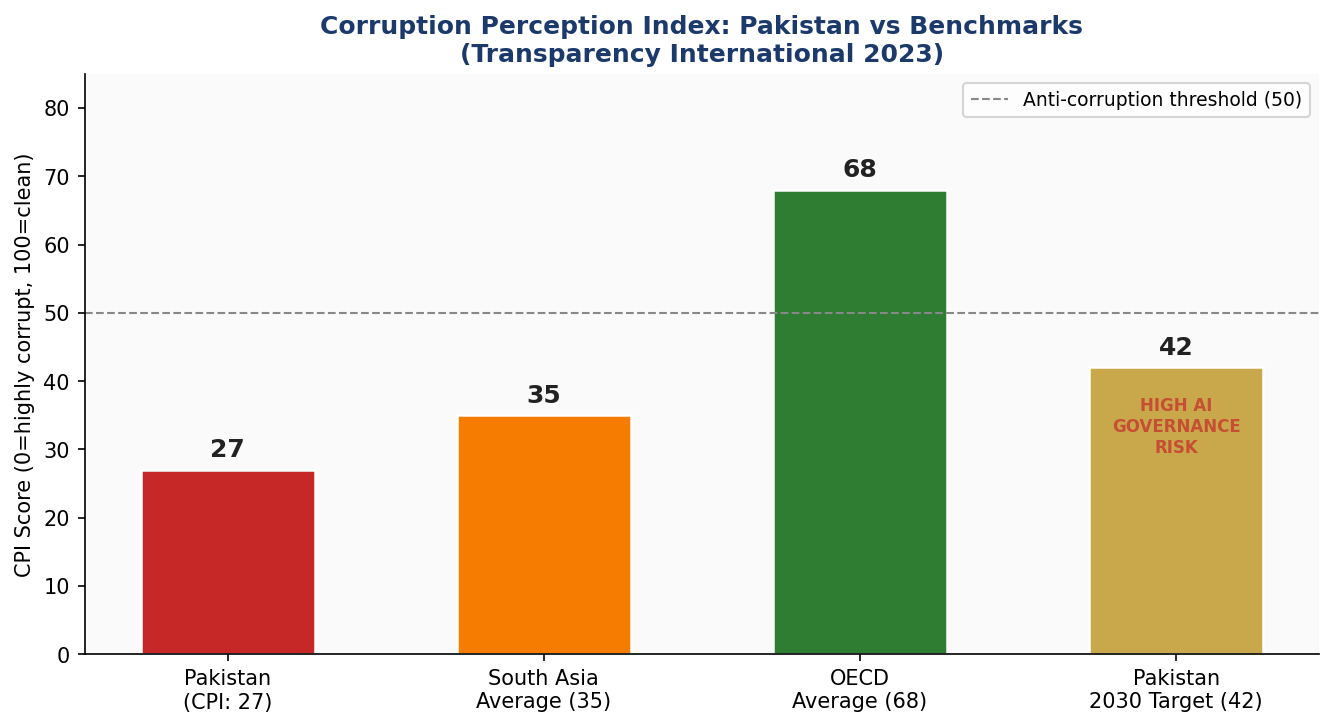 Corruption Perception Index: Pakistan vs Benchmarks
(Transparency International 2023)
CPI Score (0=highly corrupt, 100=clean)
80
70
60
50
40
30
20
10
0
Anti-corruption threshold (50)
27
35
68
42
HIGH AI
GOVERNANCE
RISK
Pakistan
(CPI: 27)
South Asia
Average (35)
OECD
Average (68)
Pakistan
2030 Target (42)